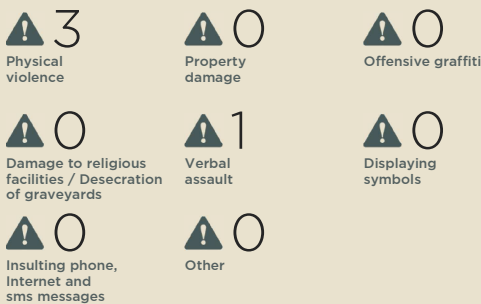 3
Physical
violence
0
Property
damage
0
Offensive graffiti
0
Damage to religious
facilities / Desecration
of graveyards
1
Verbal
assault
0
Displaying
symbols
0
Insulting phone,
Internet and
sms messages
0
Other